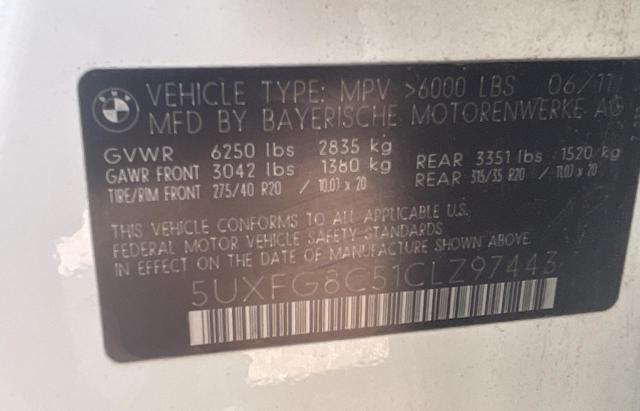 VEHICLE TYPE: MPV >6000 LBS 06/11
MFD BY BAYERISCHE MOTORENWERKE AG
GVWR 6250 lbs 2835 kg
GAWR FRONT 3042 lbs 1380 kg REAR 3351 lbs 1520 kg
TIRE/RIM FRONT 275/40 R20 / 10.0J x 20 REAR 315/35 R20 / 11.0J x 20
THIS VEHICLE CONFORMS TO ALL APPLICABLE U.S.
FEDERAL MOTOR VEHICLE SAFETY STANDARDS
IN EFFECT ON THE DATE OF MANUFACTURE SHOWN ABOVE.
5UXFG8C51CLZ97443